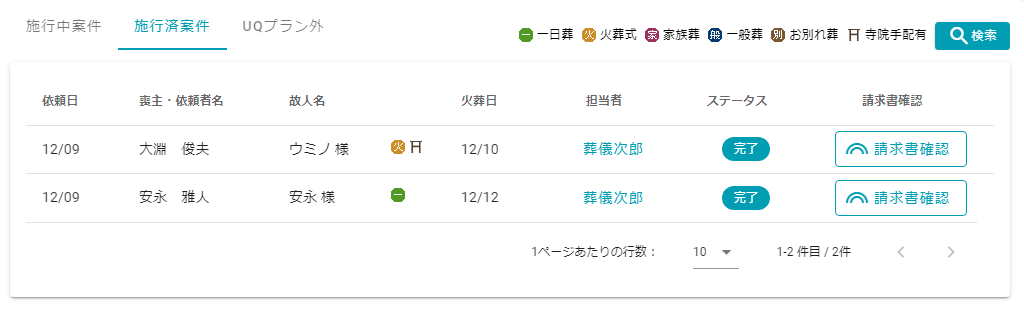 施行中案件 施行済案件 UQプラン外
一 一日葬 火 火葬式 家 家族葬 般 一般葬 別 お別れ葬 寺院手配有 検索
依頼日 喪主・依頼者名 故人名 火葬日 担当者 ステータス 請求書確認
12/09 大淵　俊夫 ウミノ 様 火 12/10 葬儀次郎 完了 請求書確認
12/09 安永　雅人 安永 様 一 12/12 葬儀次郎 完了 請求書確認
1ページあたりの行数： 10 1-2 件目 / 2件